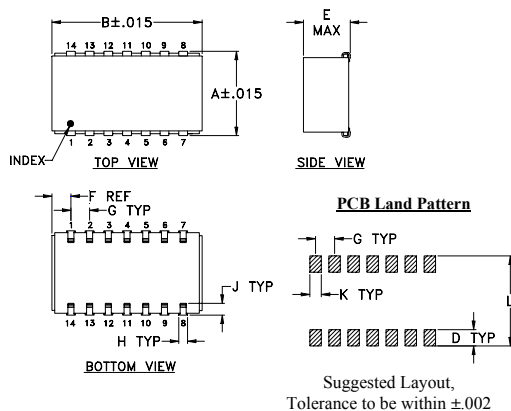 B±.015
E
MAX
14 13 12 11 10 9 8
A±.015
INDEX
1 2 3 4 5 6 7
TOP VIEW
SIDE VIEW
F REF
G TYP
1 2 3 4 5 6 7
J TYP
14 13 12 11 10 9 8
H TYP
BOTTOM VIEW
PCB Land Pattern
G TYP
K TYP
L
D TYP
Suggested Layout,
Tolerance to be within ±.002